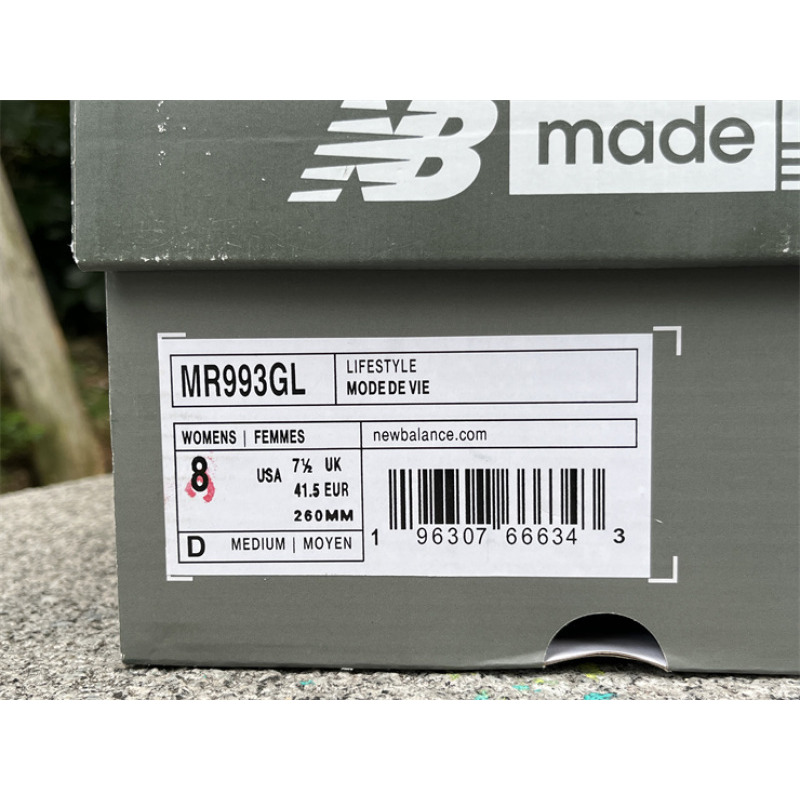 NB made
MR993GL
LIFESTYLE
MODE DE VIE
WOMENS | FEMMES
newbalance.com
8 USA 7½ UK
41.5 EUR
260MM
D MEDIUM | MOYEN
1 96307 66634 3